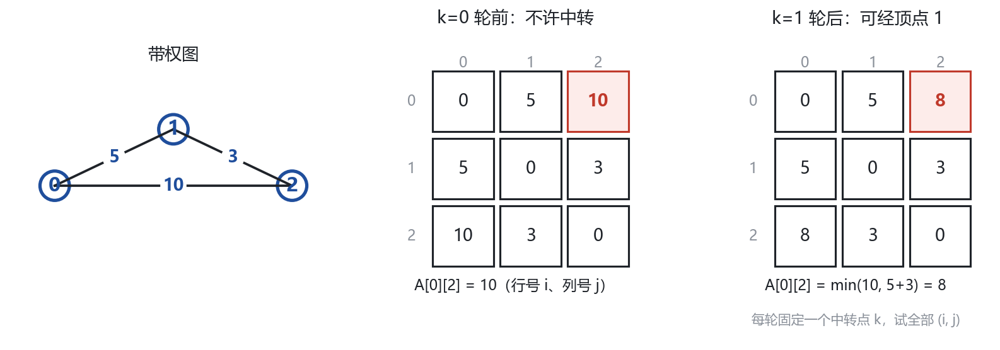 带权图
1
5
3
0
10
2
k=0 轮前：不许中转
0 1 2
0 0 5 10
1 5 0 3
2 10 3 0
A[0][2] = 10（行号 i、列号 j）
k=1 轮后：可经顶点 1
0 1 2
0 0 5 8
1 5 0 3
2 8 3 0
A[0][2] = min(10, 5+3) = 8
每轮固定一个中转点 k，试全部 (i, j)